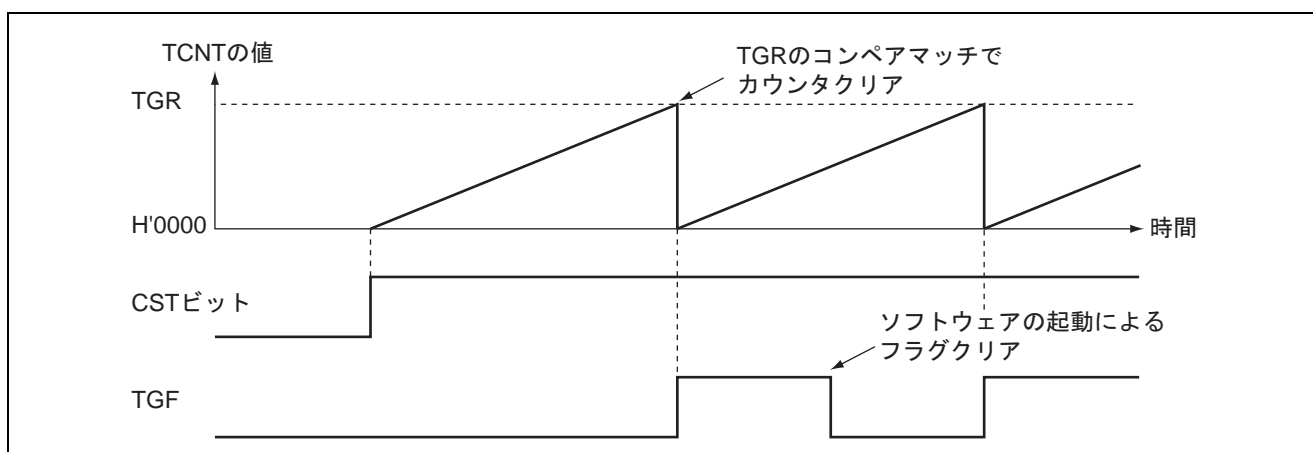 TCNTの値
TGRのコンペアマッチで
カウンタクリア
TGR
H'0000
時間
CSTビット
ソフトウェアの起動による
フラグクリア
TGF